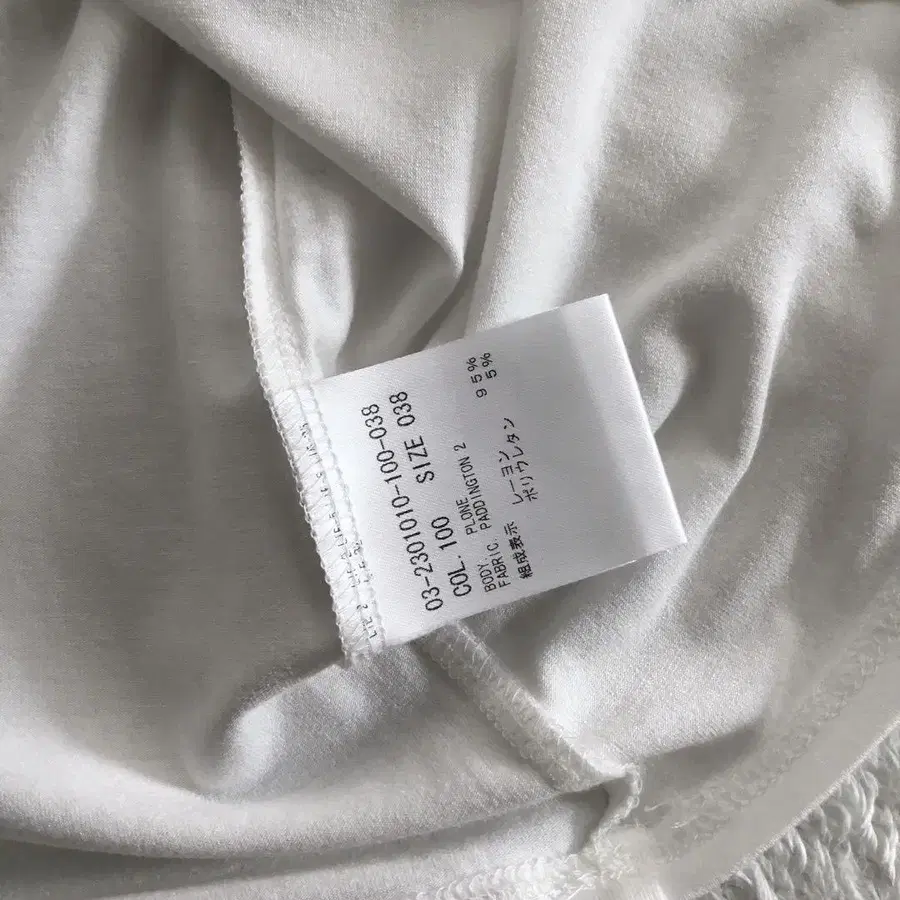 03-2301010-100-038
COL. 100 SIZE 038
BODY. PLONE
FABRIC. PADDINGTON 2
組成表示 レーヨン 95%
ポリウレタン 5%